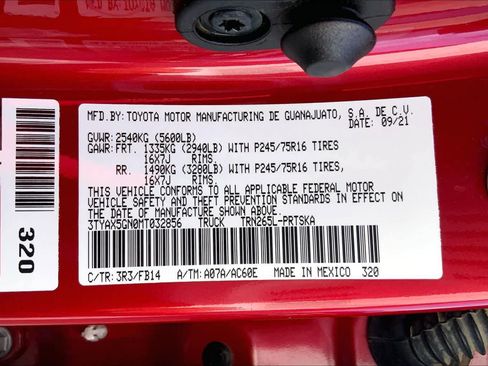 MFD.BY:TOYOTA MOTOR MANUFACTURING DE GUANAJUATO, S.A. DE C.V.
DATE: 09/21
GVWR:2540KG (5600LB)
GAWR:FRT. 1335KG (2940LB) WITH P245/75R16 TIRES
16X7J RIMS,
RR. 1490KG (3280LB) WITH P245/75R16 TIRES,
16X7J RIMS
THIS VEHICLE CONFORMS TO ALL APPLICABLE FEDERAL MOTOR
VEHICLE SAFETY AND THEFT PREVENTION STANDARDS IN EFFECT ON
THE DATE OF MANUFACTURE SHOWN ABOVE.
3TYAX5GN0MT032856 TRUCK TRN265L-PRTSKA
C/TR:3R3/FB14 A/TM:A07A/AC60E MADE IN MEXICO 320
320